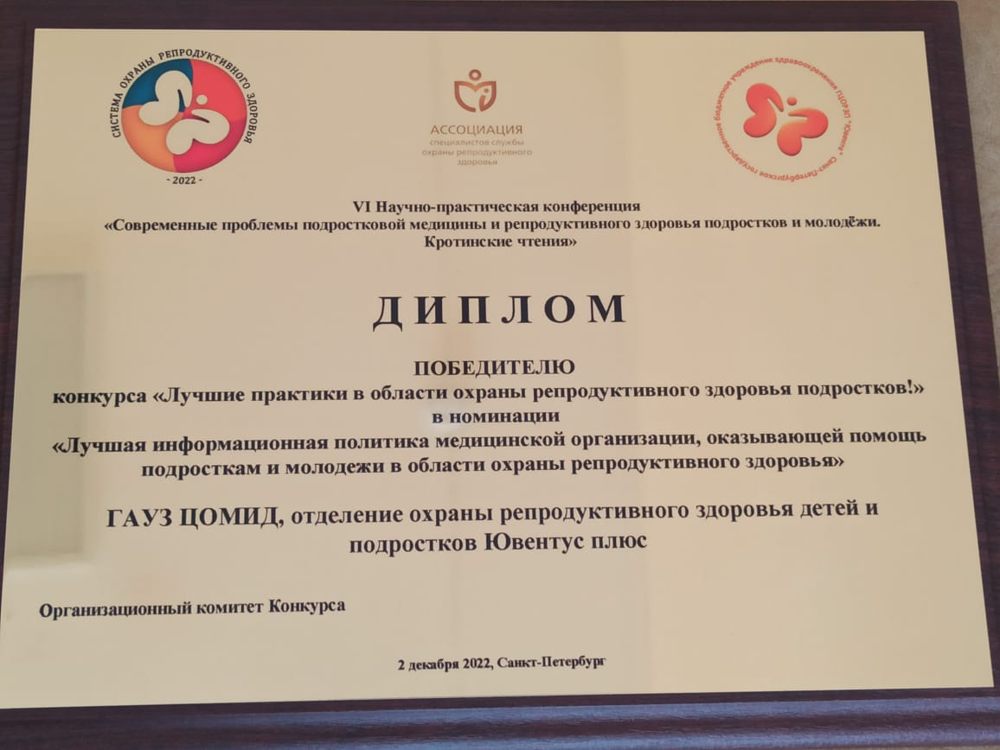 СИСТЕМА ОХРАНЫ РЕПРОДУКТИВНОГО ЗДОРОВЬЯ
- 2022 -
АССОЦИАЦИЯ
специалистов службы
охраны репродуктивного
здоровья
Санкт-Петербургское государственное бюджетное учреждение здравоохранения ГЦОРЗП "Ювента"
VI Научно-практическая конференция
«Современные проблемы подростковой медицины и репродуктивного здоровья подростков и молодёжи.
Кротинские чтения»
ДИПЛОМ
ПОБЕДИТЕЛЮ
конкурса «Лучшие практики в области охраны репродуктивного здоровья подростков!»
в номинации
«Лучшая информационная политика медицинской организации, оказывающей помощь
подросткам и молодежи в области охраны репродуктивного здоровья»
ГАУЗ ЦОМИД, отделение охраны репродуктивного здоровья детей и
подростков Ювентус плюс
Организационный комитет Конкурса
2 декабря 2022, Санкт-Петербург